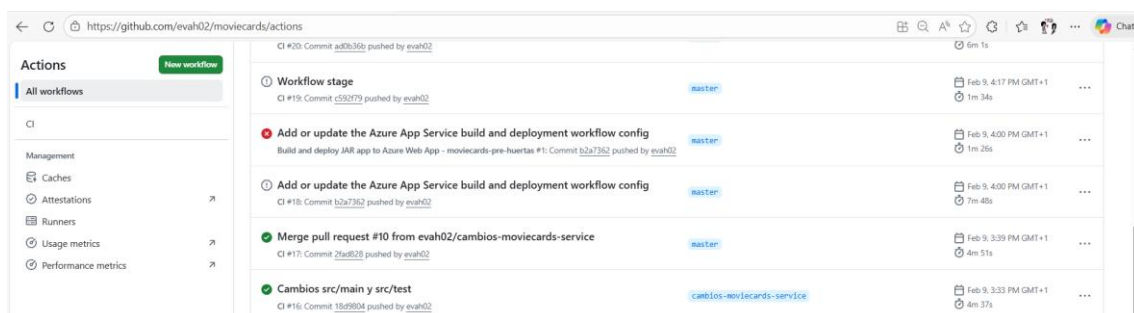 https://github.com/evah02/moviecards/actions
Chat
Actions
New workflow
All workflows
CI
Management
Caches
Attestations
Runners
Usage metrics
Performance metrics
CI #20: Commit ad0b36b pushed by evah02
6m 1s
Workflow stage
CI #19: Commit c592f79 pushed by evah02
master
Feb 9, 4:17 PM GMT+1
1m 34s
Add or update the Azure App Service build and deployment workflow config
Build and deploy JAR app to Azure Web App - moviecards-pre-huertas #1: Commit b2a7362 pushed by evah02
master
Feb 9, 4:00 PM GMT+1
1m 26s
Add or update the Azure App Service build and deployment workflow config
CI #18: Commit b2a7362 pushed by evah02
master
Feb 9, 4:00 PM GMT+1
7m 48s
Merge pull request #10 from evah02/cambios-moviecards-service
CI #17: Commit 2fad828 pushed by evah02
master
Feb 9, 3:39 PM GMT+1
4m 51s
Cambios src/main y src/test
CI #16: Commit 18d9804 pushed by evah02
cambios-moviecards-service
Feb 9, 3:33 PM GMT+1
4m 37s